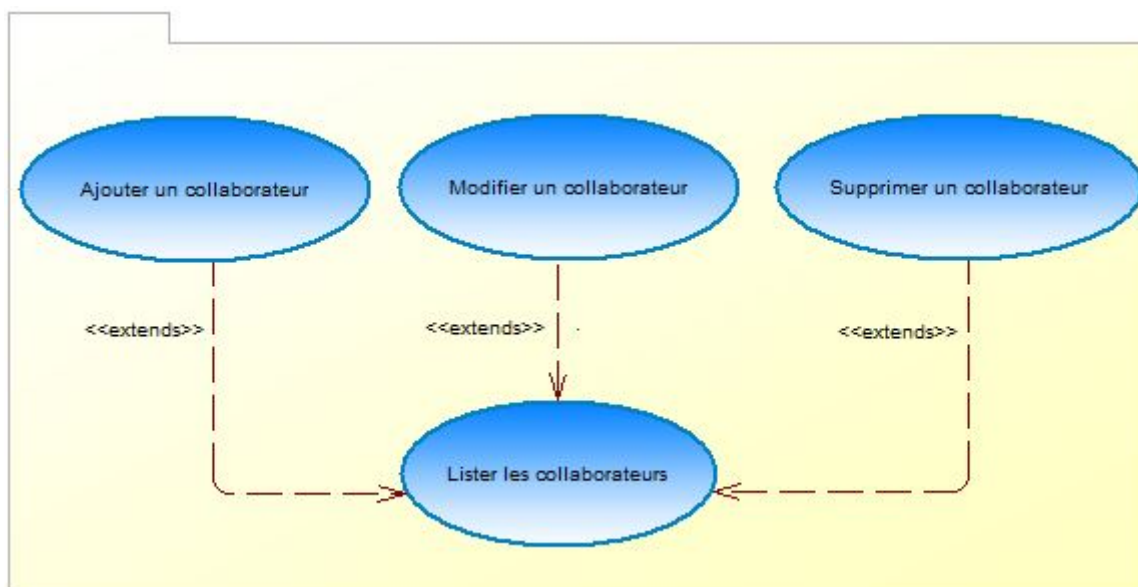 Ajouter un collaborateur
Modifier un collaborateur
Supprimer un collaborateur
<<extends>>
<<extends>>
<<extends>>
Lister les collaborateurs